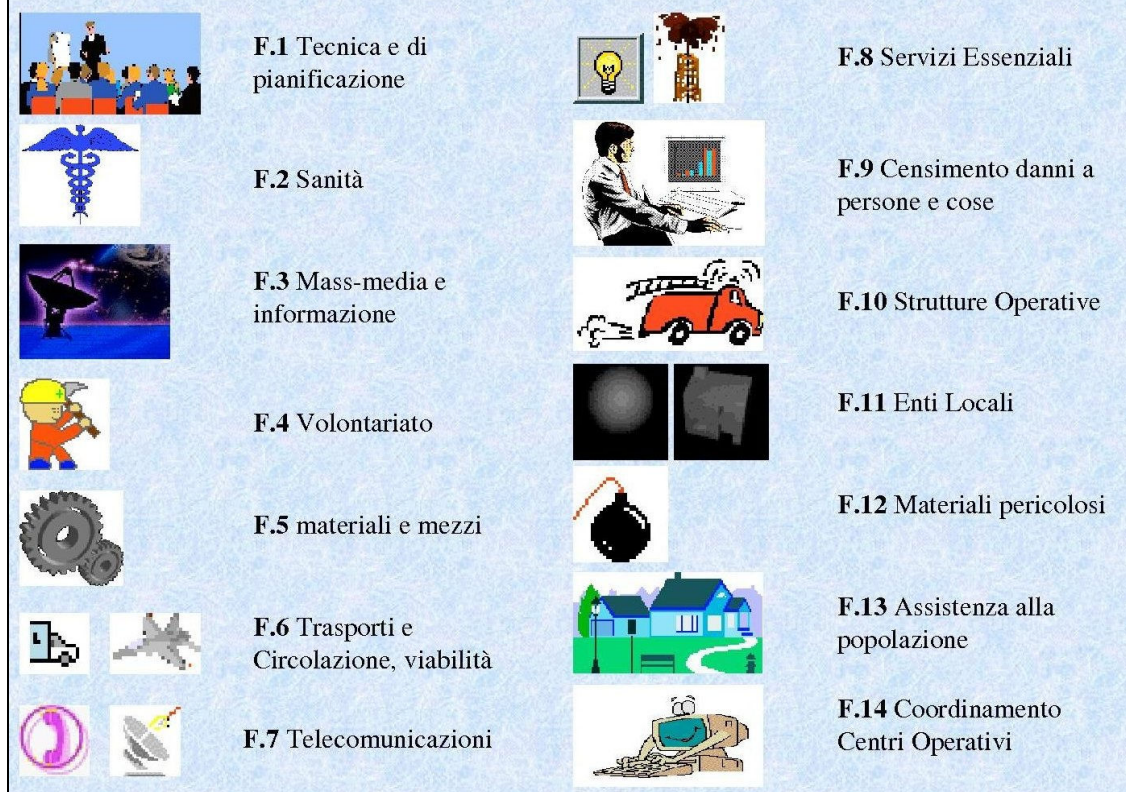 F.1 Tecnica e di
pianificazione
F.2 Sanità
F.3 Mass-media e
informazione
F.4 Volontariato
F.5 materiali e mezzi
F.6 Trasporti e
Circolazione, viabilità
F.7 Telecomunicazioni
F.8 Servizi Essenziali
F.9 Censimento danni a
persone e cose
F.10 Strutture Operative
F.11 Enti Locali
F.12 Materiali pericolosi
F.13 Assistenza alla
popolazione
F.14 Coordinamento
Centri Operativi